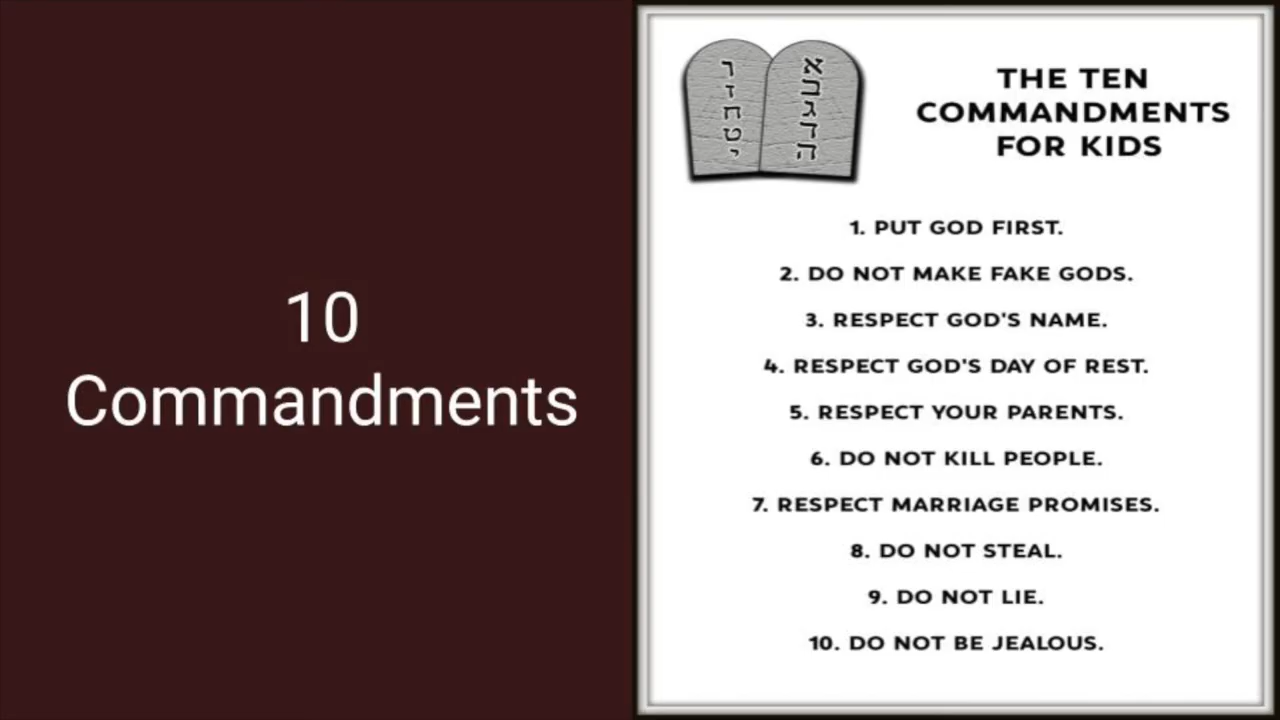 10
Commandments
א
ג
ה
ז
ח
ט
י
THE TEN
COMMANDMENTS
FOR KIDS
1. PUT GOD FIRST.
2. DO NOT MAKE FAKE GODS.
3. RESPECT GOD'S NAME.
4. RESPECT GOD'S DAY OF REST.
5. RESPECT YOUR PARENTS.
6. DO NOT KILL PEOPLE.
7. RESPECT MARRIAGE PROMISES.
8. DO NOT STEAL.
9. DO NOT LIE.
10. DO NOT BE JEALOUS.